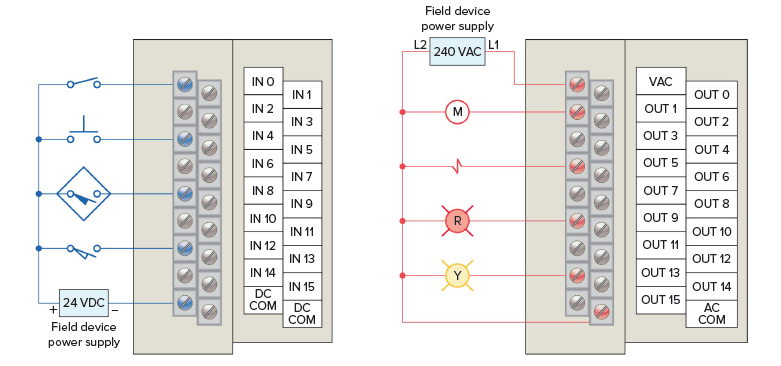 Field device
power supply
L2
240 VAC
L1
IN 0
IN 1
IN 2
IN 3
IN 4
IN 5
IN 6
IN 7
IN 8
IN 9
IN 10
IN 11
IN 12
IN 13
IN 14
IN 15
DC
COM
DC
COM
+
24 VDC
–
Field device
power supply
VAC
OUT 0
OUT 1
OUT 2
OUT 3
OUT 4
OUT 5
OUT 6
OUT 7
OUT 8
OUT 9
OUT 10
OUT 11
OUT 12
OUT 13
OUT 14
OUT 15
AC
COM
M
R
Y